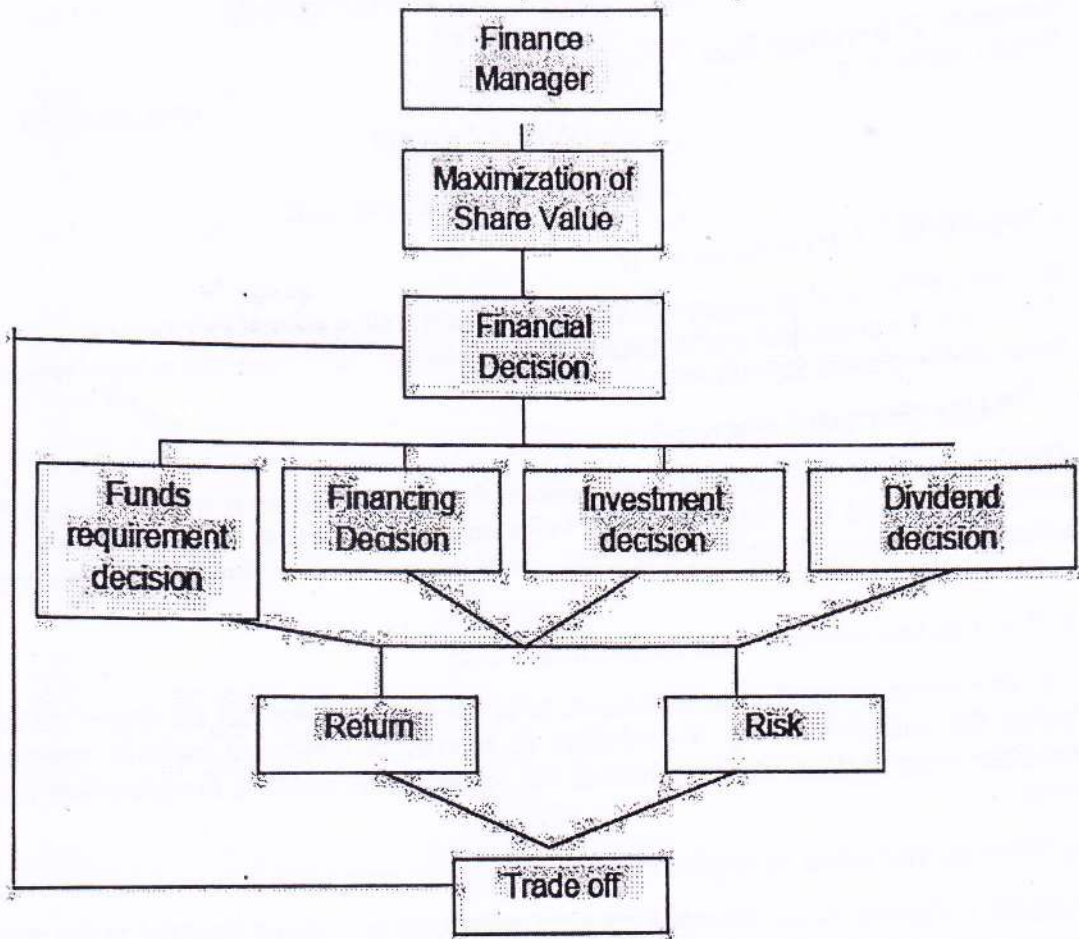 Finance
Manager
Maximization of
Share Value
Financial
Decision
Funds
requirement
decision
Financing
Decision
Investment
decision
Dividend
decision
Return
Risk
Trade off